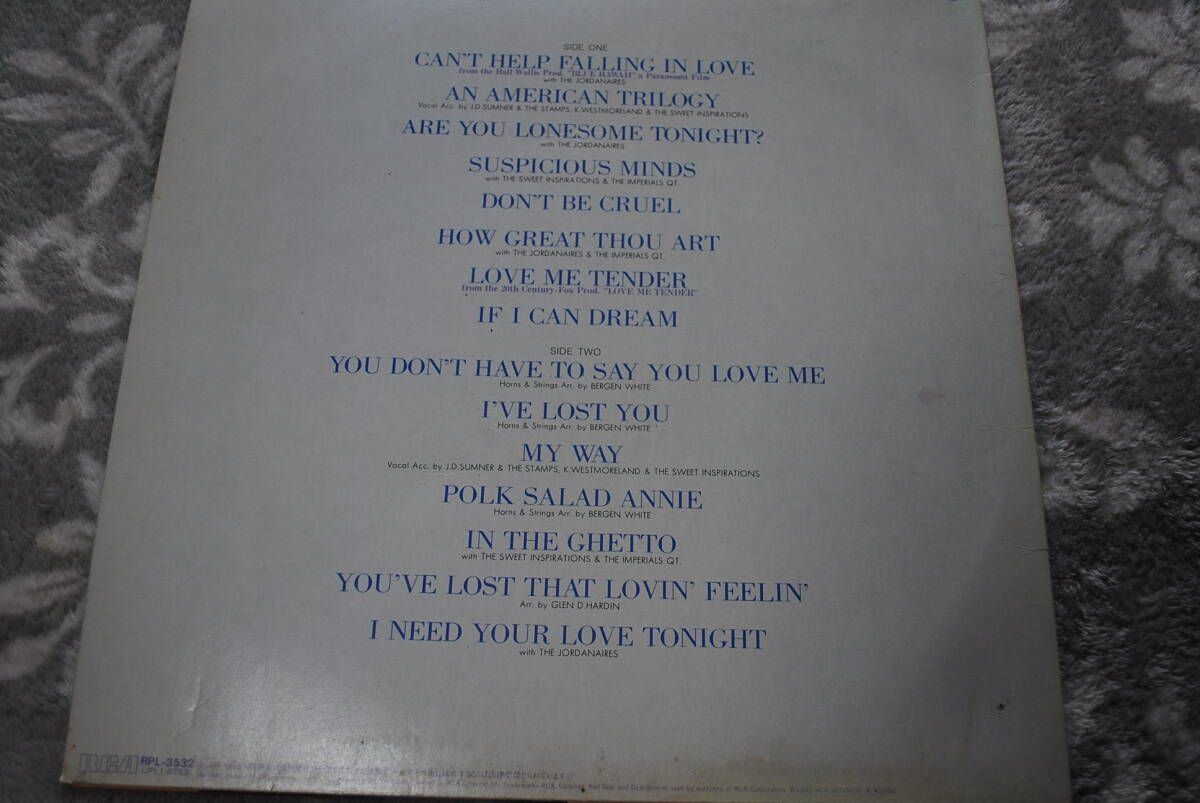 SIDE ONE
CAN'T HELP FALLING IN LOVE
from the Hall Wallis Prod. "BLUE HAWAII" a Paramount Film
with THE JORDANAIRES
AN AMERICAN TRILOGY
Vocal Acc. by J.D.SUMNER & THE STAMPS, K.WESTMORELAND & THE SWEET INSPIRATIONS
ARE YOU LONESOME TONIGHT?
with THE JORDANAIRES
SUSPICIOUS MINDS
with THE SWEET INSPIRATIONS & THE IMPERIALS QT.
DON'T BE CRUEL
HOW GREAT THOU ART
with THE JORDANAIRES & THE IMPERIALS QT.
LOVE ME TENDER
from the 20th Century-Fox Prod. "LOVE ME TENDER"
IF I CAN DREAM
SIDE TWO
YOU DON'T HAVE TO SAY YOU LOVE ME
Horns & Strings Arr. by BERGEN WHITE
I'VE LOST YOU
Horns & Strings Arr. by BERGEN WHITE
MY WAY
Vocal Acc. by J.D.SUMNER & THE STAMPS, K.WESTMORELAND & THE SWEET INSPIRATIONS
POLK SALAD ANNIE
Horns & Strings Arr. by BERGEN WHITE
IN THE GHETTO
with THE SWEET INSPIRATIONS & THE IMPERIALS QT.
YOU'VE LOST THAT LOVIN' FEELIN'
Arr. by GLEN D.HARDIN
I NEED YOUR LOVE TONIGHT
with THE JORDANAIRES
RCA RPL-3532